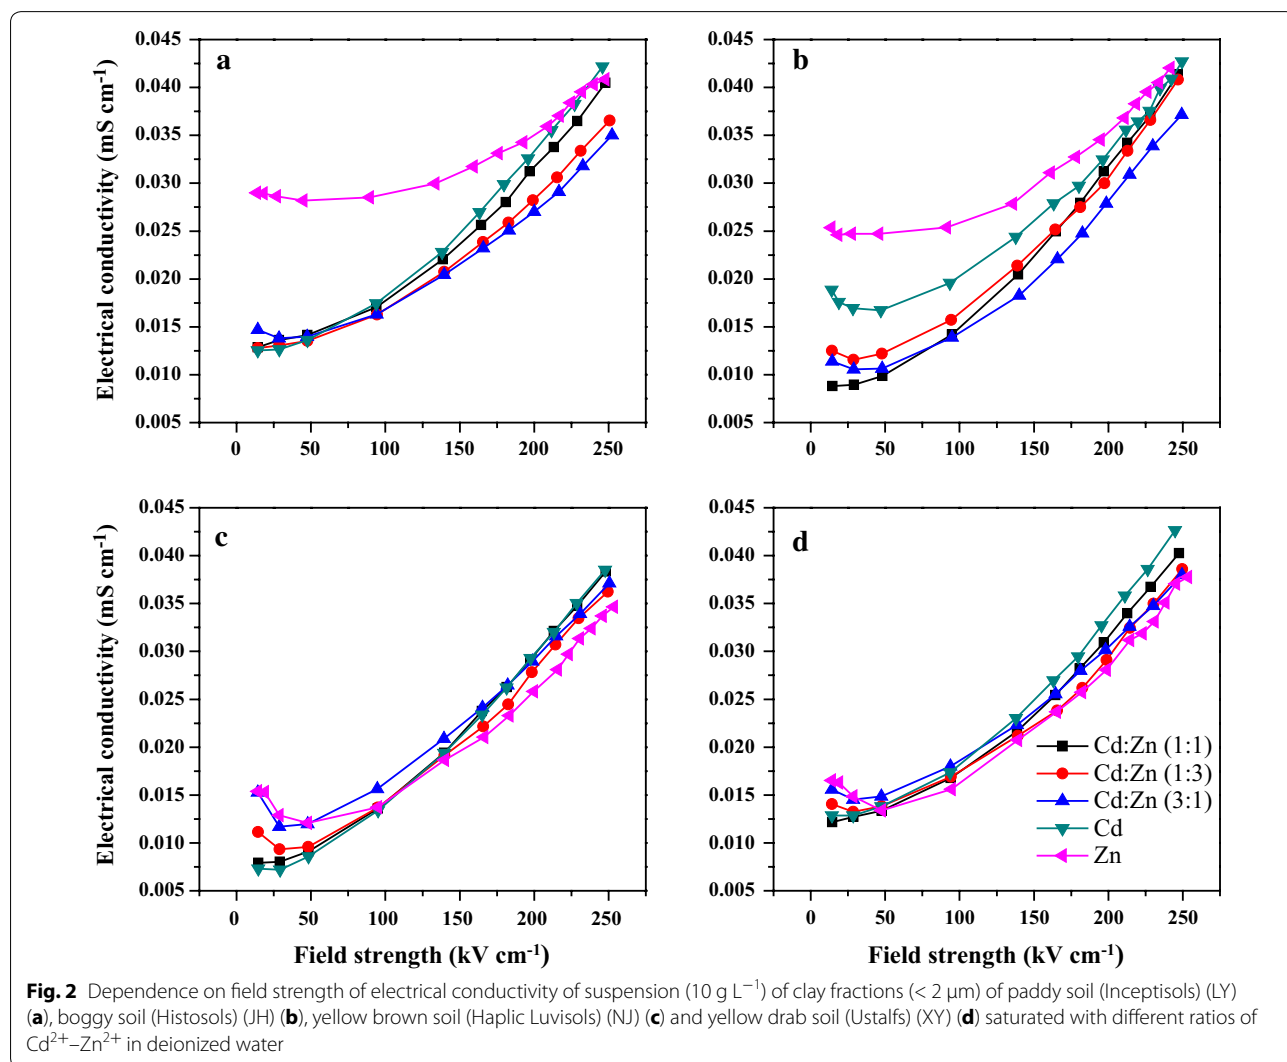 a
b
0.045
0.040
0.035
0.030
0.025
0.020
0.015
0.010
0.005
0 50 100 150 200 250
Electrical conductivity (mS cm⁻¹)
0.045
0.040
0.035
0.030
0.025
0.020
0.015
0.010
0.005
0 50 100 150 200 250
c
d
0.045
0.040
0.035
0.030
0.025
0.020
0.015
0.010
0.005
0 50 100 150 200 250
Electrical conductivity (mS cm⁻¹)
Field strength (kV cm⁻¹)
0.045
0.040
0.035
0.030
0.025
0.020
0.015
0.010
0.005
0 50 100 150 200 250
Field strength (kV cm⁻¹)
Cd:Zn (1:1)
Cd:Zn (1:3)
Cd:Zn (3:1)
Cd
Zn
Fig. 2 Dependence on field strength of electrical conductivity of suspension (10 g L⁻¹) of clay fractions (< 2 μm) of paddy soil (Inceptisols) (LY)
(a), boggy soil (Histosols) (JH) (b), yellow brown soil (Haplic Luvisols) (NJ) (c) and yellow drab soil (Ustalfs) (XY) (d) saturated with different ratios of
Cd²⁺–Zn²⁺ in deionized water